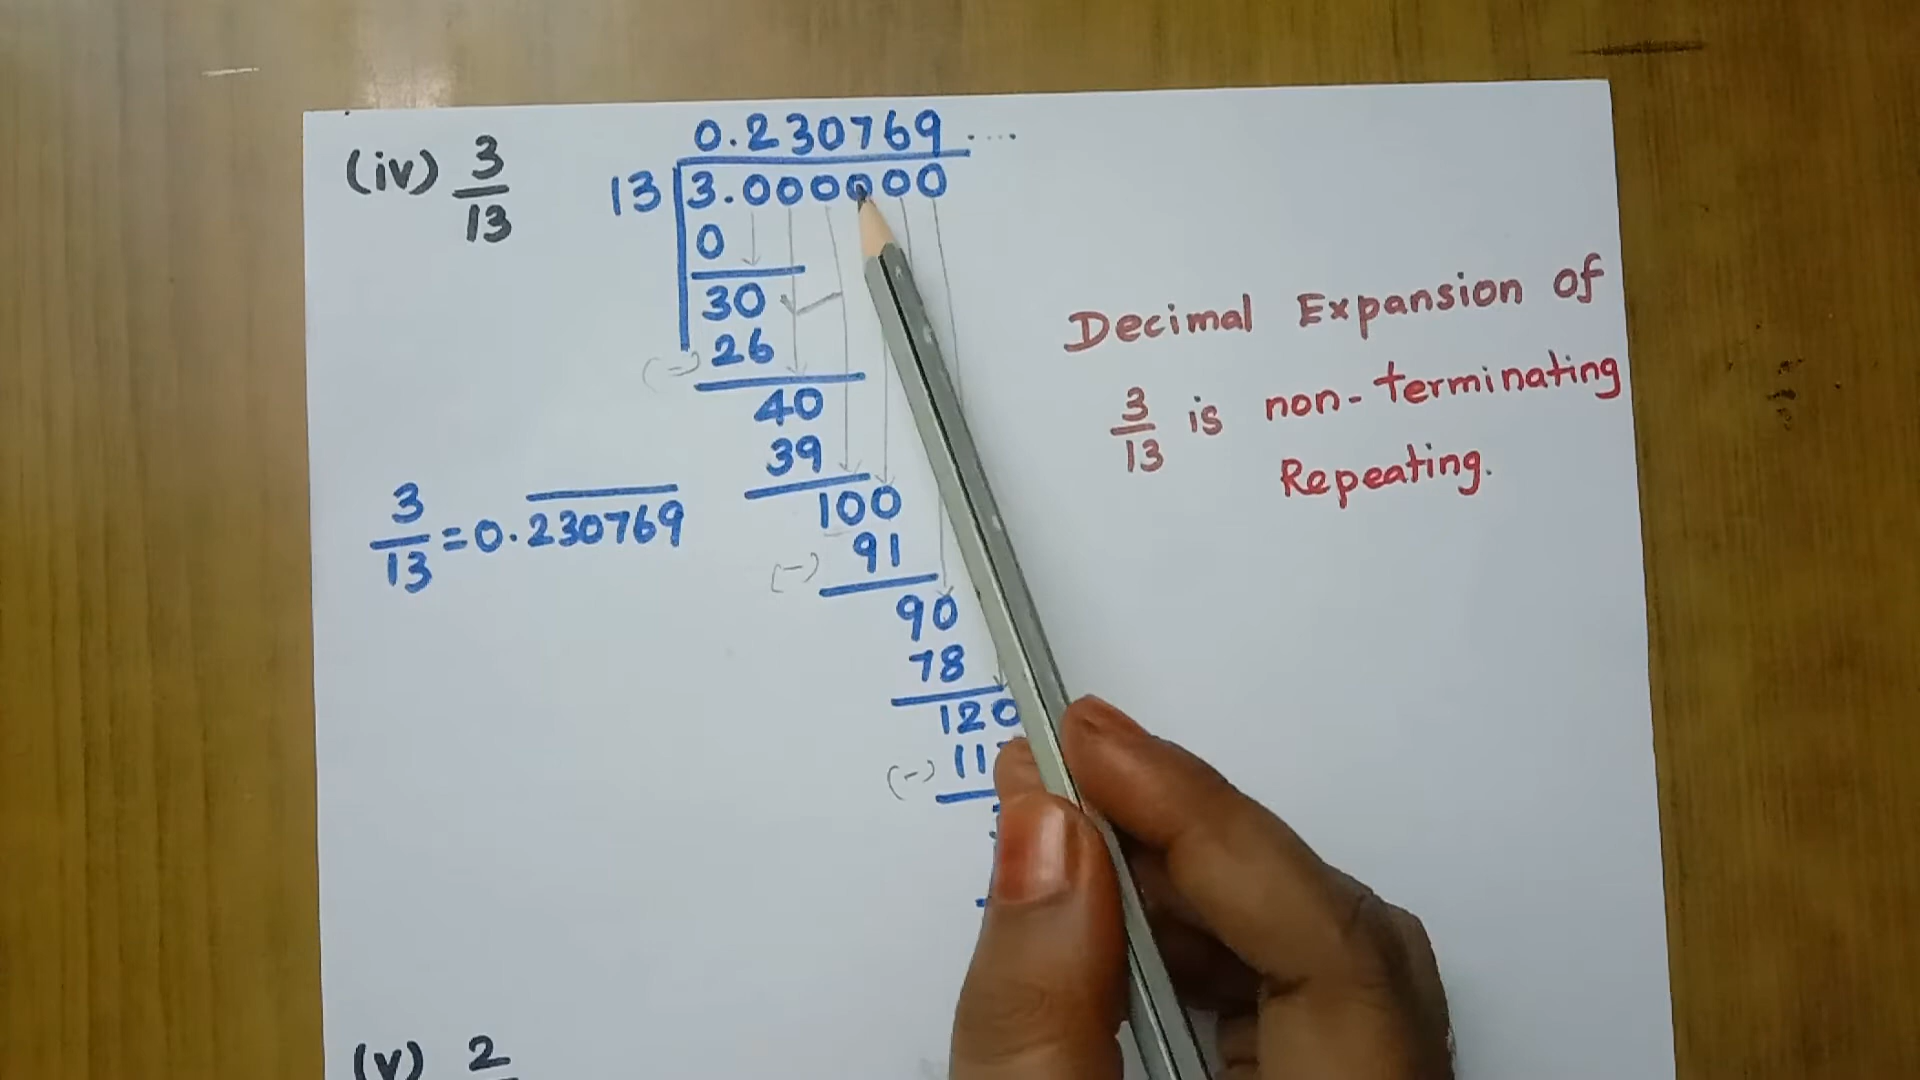 (iv) 3/13
0.230769 ....
13 3.000000
0
30
(-) 26
40
39
100
(-) 91
90
78
120
(-) 11
3/13 = 0.230769
Decimal Expansion of
3/13 is non-terminating
Repeating.
(v) 2